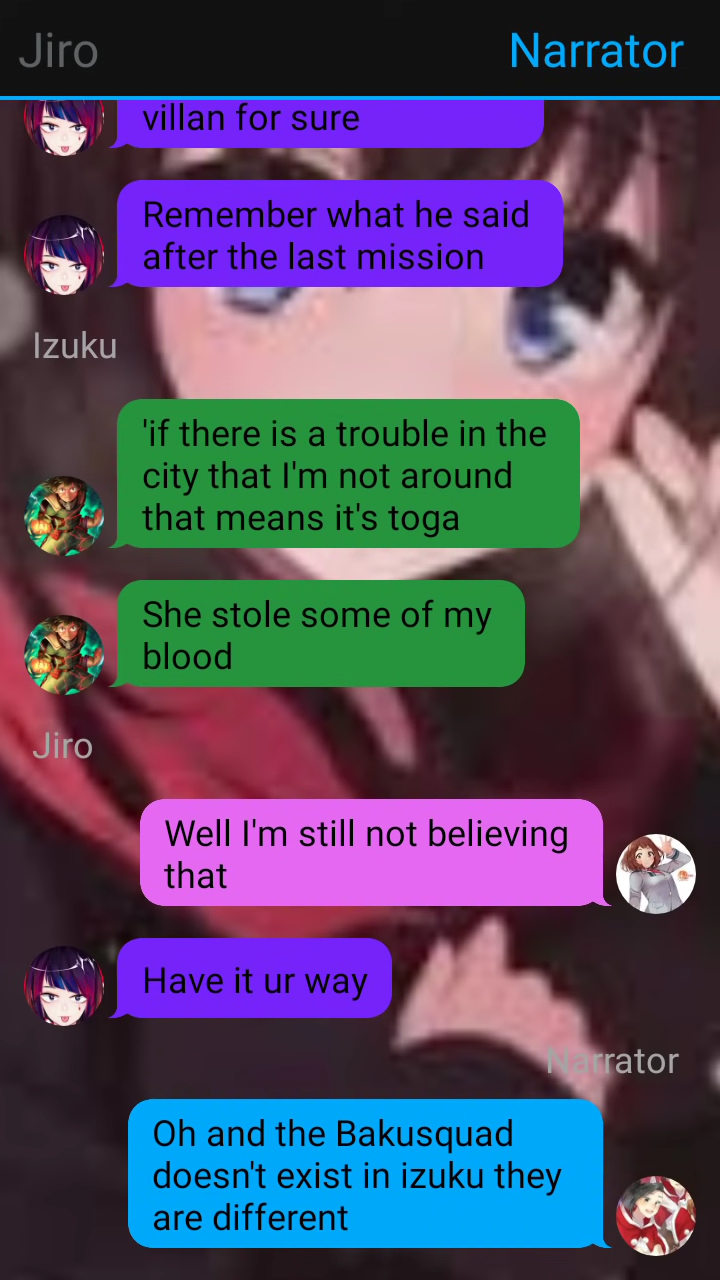 Jiro
Narrator
villan for sure
Remember what he said
after the last mission
Izuku
'if there is a trouble in the
city that I'm not around
that means it's toga
She stole some of my
blood
Jiro
Well I'm still not believing
that
Have it ur way
Narrator
Oh and the Bakusquad
doesn't exist in izuku they
are different